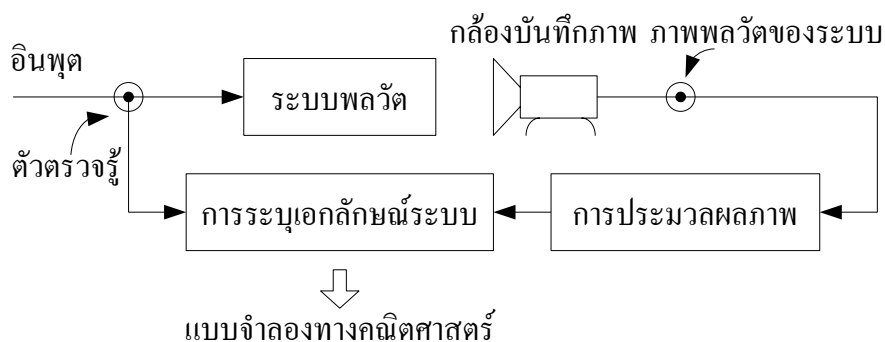 กล้องบันทึกภาพ ภาพพลวัตของระบบ
อินพุต
ระบบพลวัต
ตัวตรวจรู้
การระบุเอกลักษณ์ระบบ
การประมวลผลภาพ
แบบจำลองทางคณิตศาสตร์